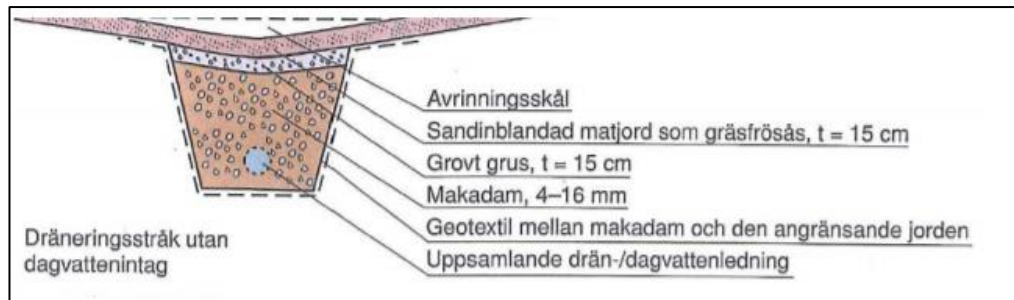 Avrinningsskål
Sandinblandad matjord som gräsfrösås, t = 15 cm
Grovt grus, t = 15 cm
Makadam, 4–16 mm
Geotextil mellan makadam och den angränsande jorden
Uppsamlande drän-/dagvattenledning
Dräneringsstråk utan
dagvattenintag